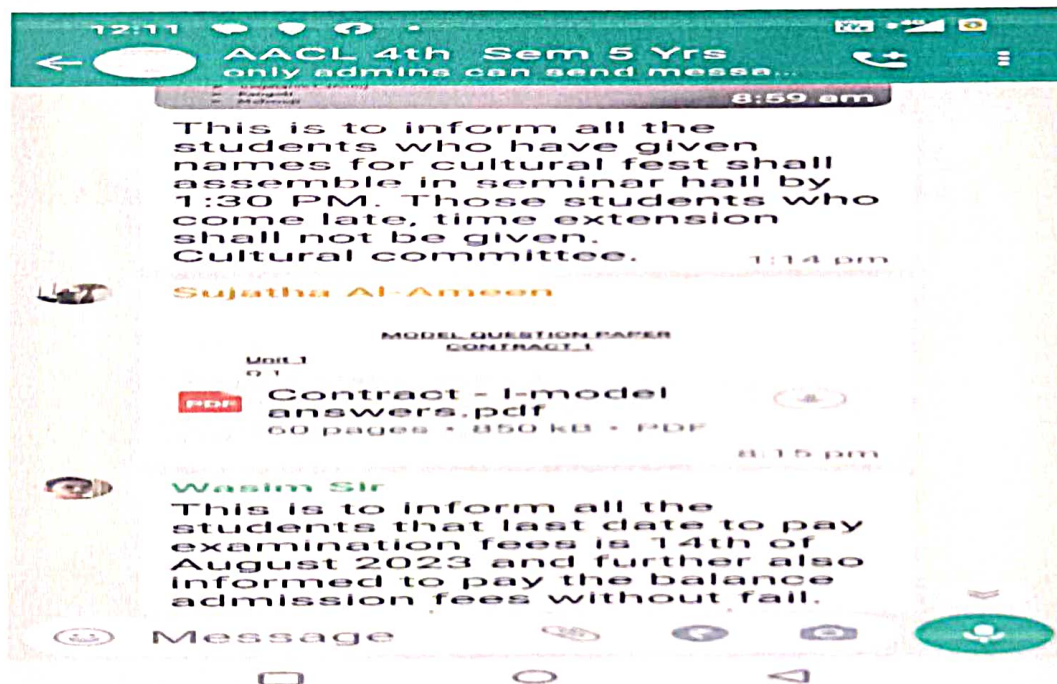 12:11
AACL 4th Sem 5 Yrs
only admins can send messa...
Rangoli
Mehendi
8:59 am
This is to inform all the
students who have given
names for cultural fest shall
assemble in seminar hall by
1:30 PM. Those students who
come late, time extension
shall not be given.
Cultural committee.
1:14 pm
Sujatha Al-Ameen
MODEL QUESTION PAPER
CONTRACT_I
Unit_1
Q 1
PDF
Contract - I-model
answers.pdf
60 pages • 850 kB • PDF
8:15 pm
Wasim Sir
This is to inform all the
students that last date to pay
examination fees is 14th of
August 2023 and further also
informed to pay the balance
admission fees without fail.
Message